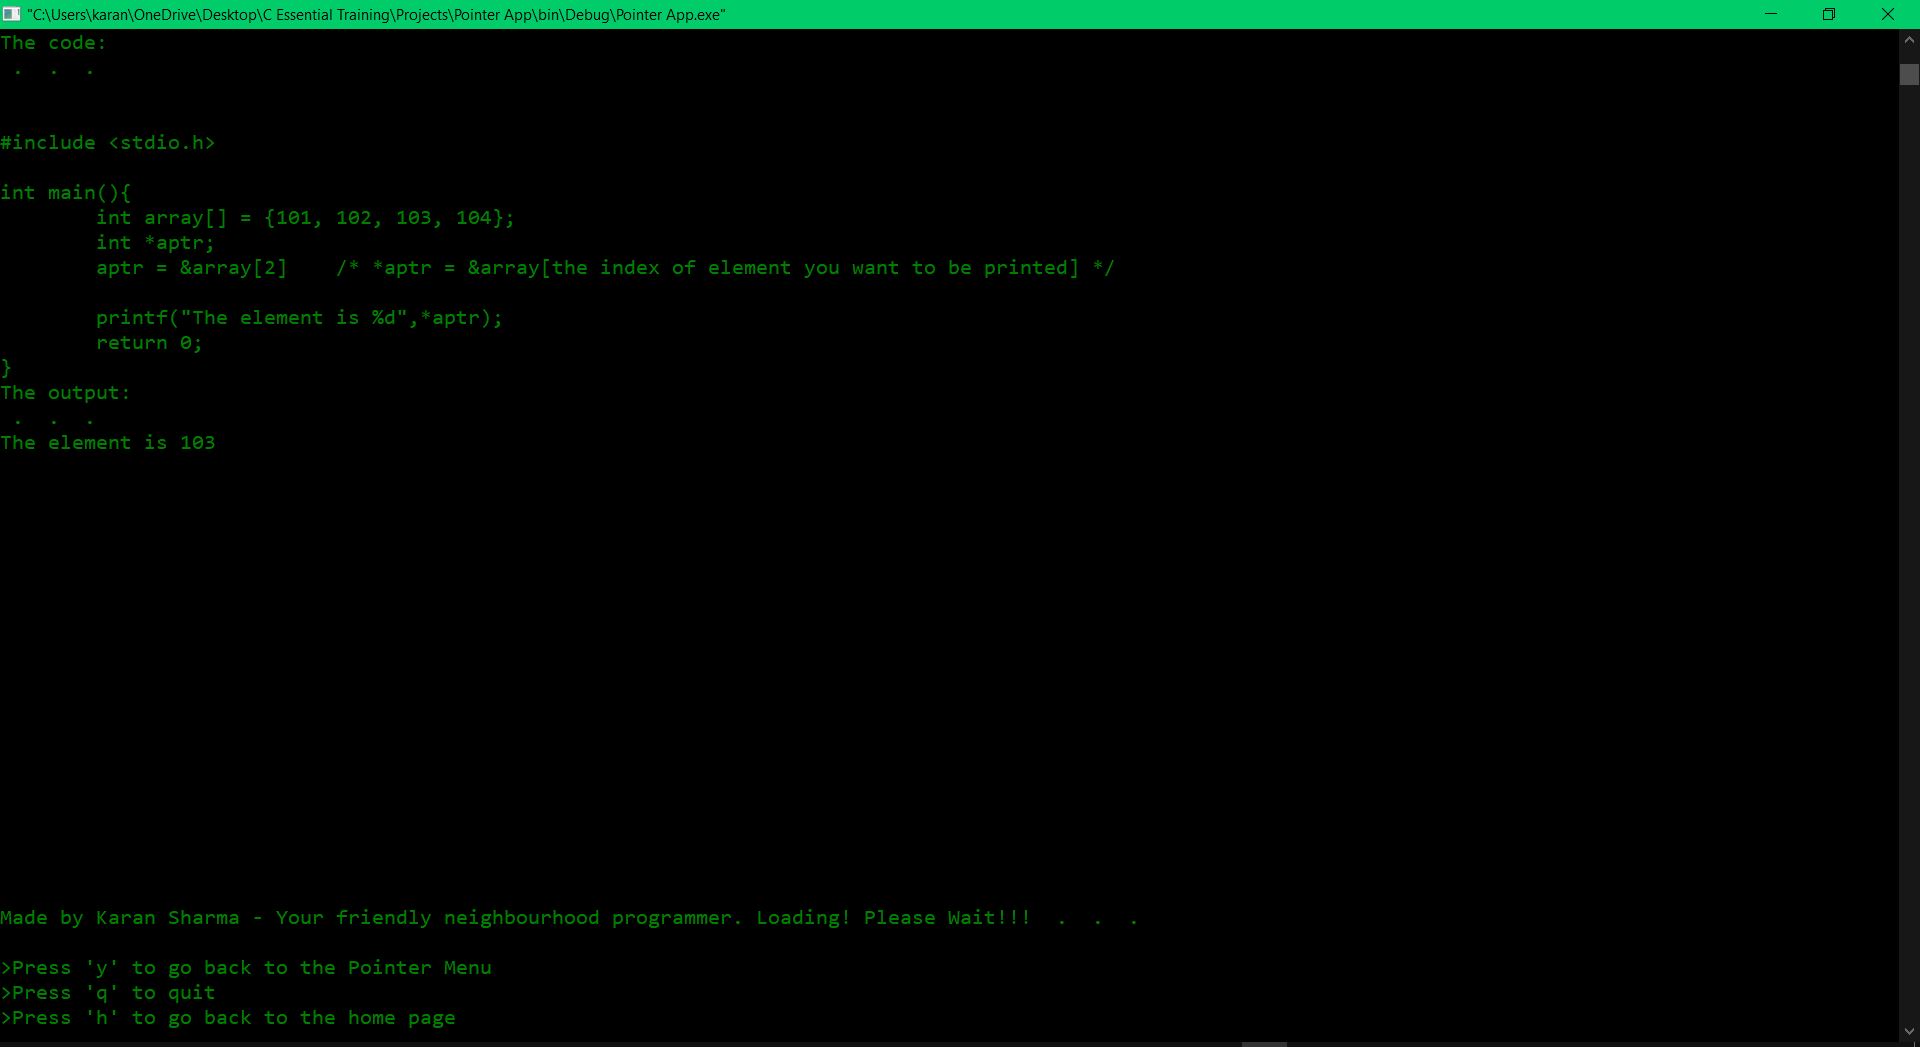 "C:\Users\karan\OneDrive\Desktop\C Essential Training\Projects\Pointer App\bin\Debug\Pointer App.exe"
The code:
 .  .  .
#include <stdio.h>
int main(){
        int array[] = {101, 102, 103, 104};
        int *aptr;
        aptr = &array[2]    /* *aptr = &array[the index of element you want to be printed] */
        printf("The element is %d",*aptr);
        return 0;
}
The output:
 .  .  .
The element is 103
Made by Karan Sharma - Your friendly neighbourhood programmer. Loading! Please Wait!!!  .  .  .
>Press 'y' to go back to the Pointer Menu
>Press 'q' to quit
>Press 'h' to go back to the home page